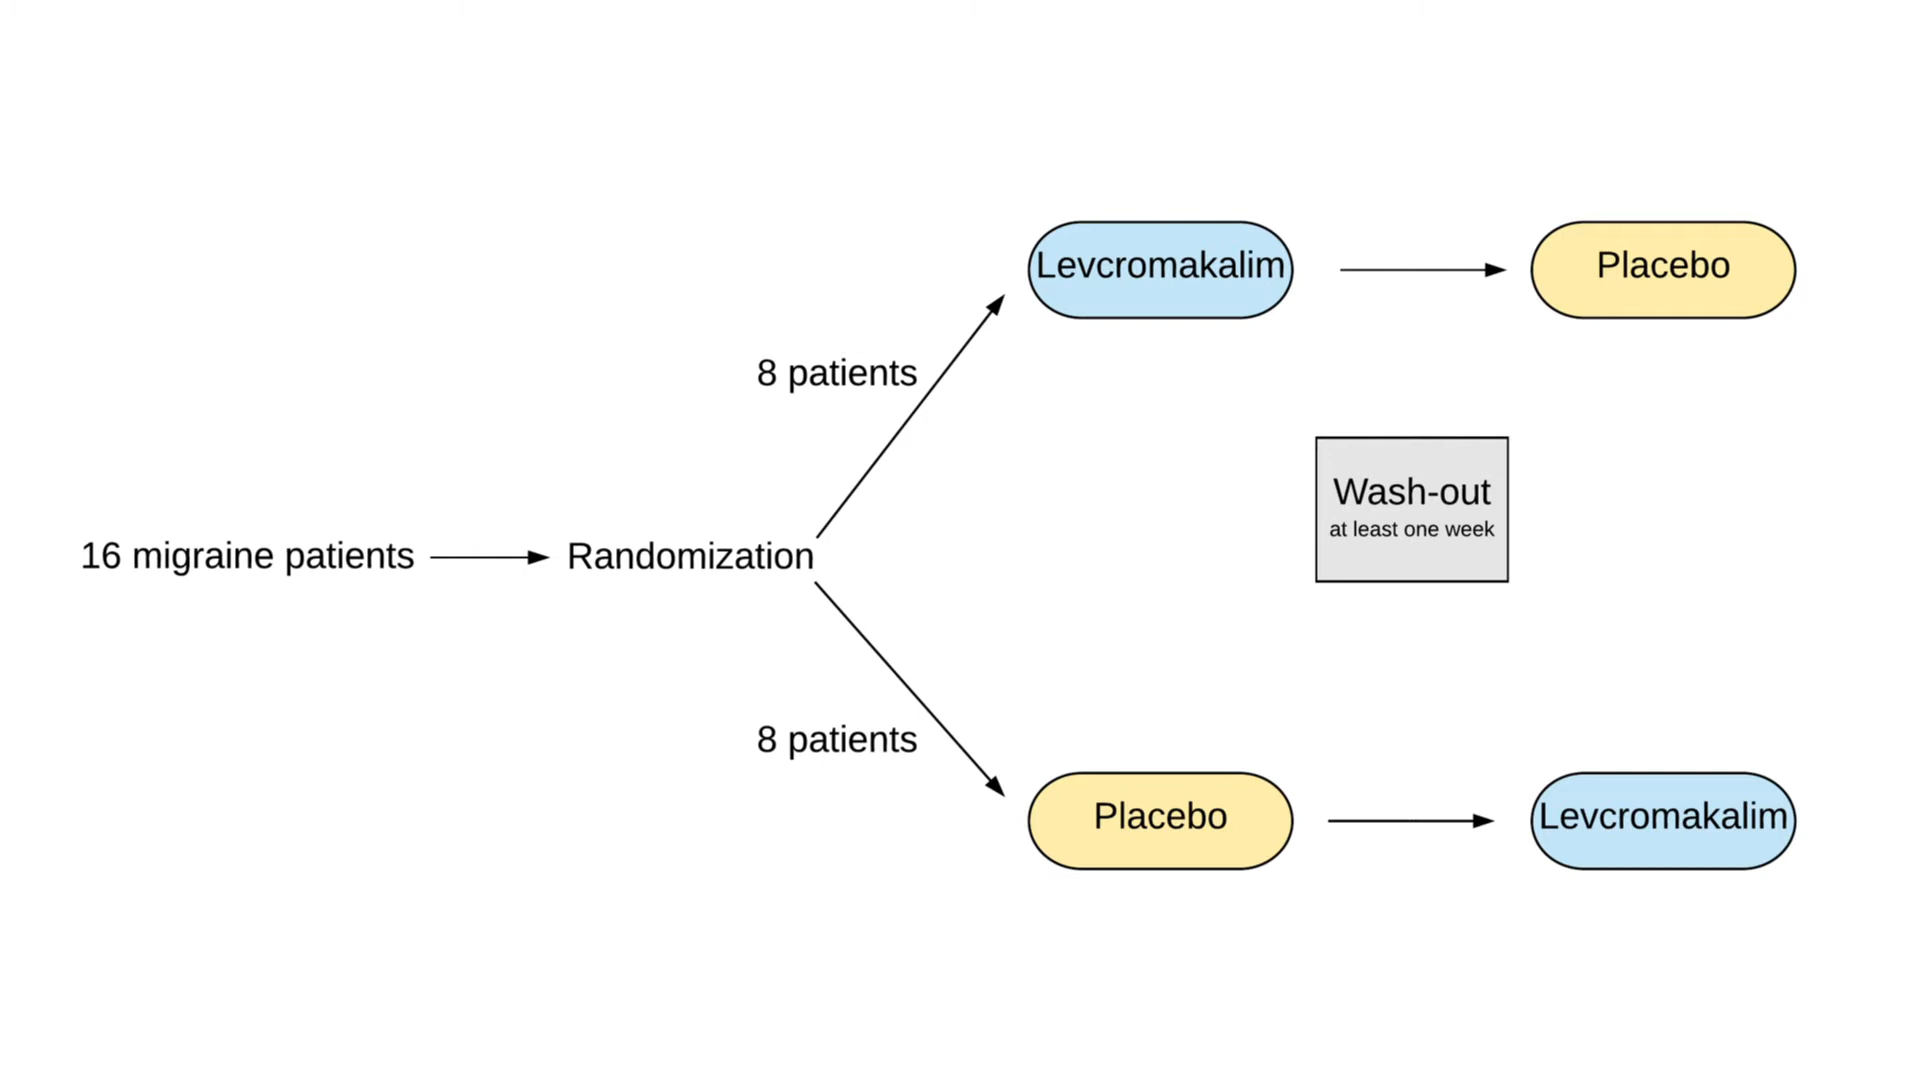 Levcromakalim
Placebo
8 patients
Wash-out
at least one week
16 migraine patients
Randomization
8 patients
Placebo
Levcromakalim